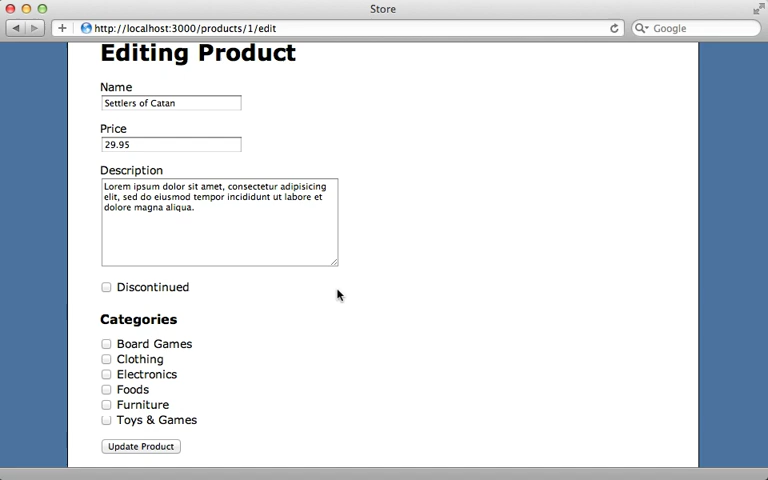 Store
http://localhost:3000/products/1/edit
Google
Editing Product
Name
Settlers of Catan
Price
29.95
Description
Lorem ipsum dolor sit amet, consectetur adipisicing
elit, sed do eiusmod tempor incididunt ut labore et
dolore magna aliqua.
Discontinued
Categories
Board Games
Clothing
Electronics
Foods
Furniture
Toys & Games
Update Product